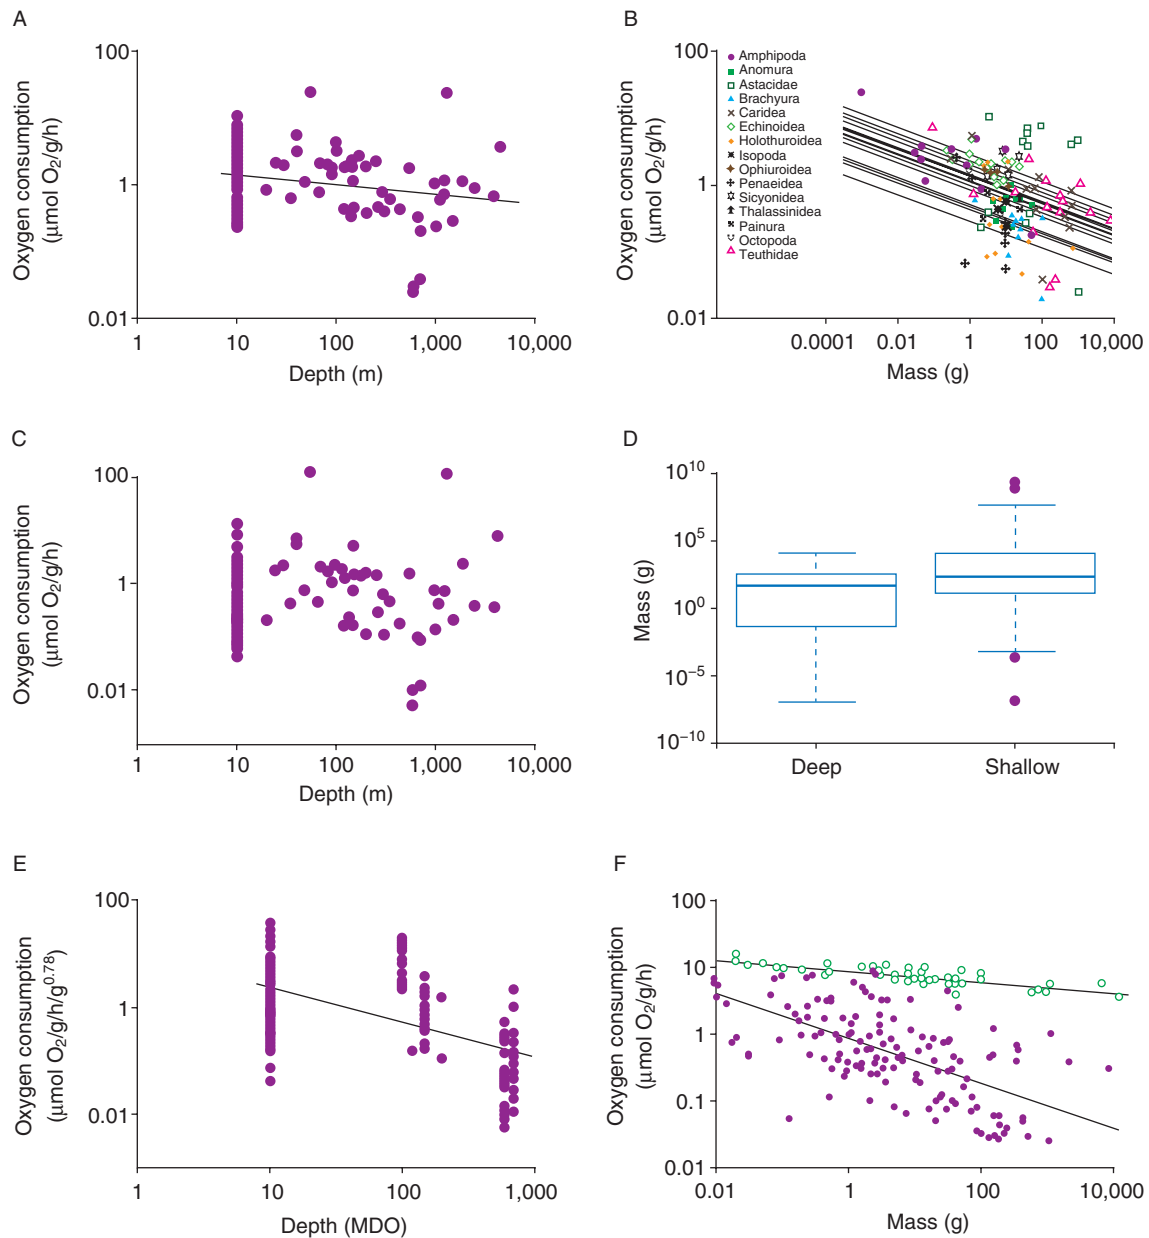 A
Oxygen consumption
(μmol O2/g/h)
100
1
0.01
1 10 100 1,000 10,000
Depth (m)
B
Oxygen consumption
(μmol O2/g/h)
100
1
0.01
Amphipoda
Anomura
Astacidae
Brachyura
Caridea
Echinoidea
Holothuroidea
Isopoda
Ophiuroidea
Penaeidea
Sicyonidea
Thalassinidea
Painura
Octopoda
Teuthidae
0.0001 0.01 1 100 10,000
Mass (g)
C
Oxygen consumption
(μmol O2/g/h)
100
1
0.01
1 10 100 1,000 10,000
Depth (m)
D
Mass (g)
10^10
10^5
10^0
10^−5
10^−10
Deep Shallow
E
Oxygen consumption
(μmol O2/g/h/g^0.78)
100
1
0.01
1 10 100 1,000
Depth (MDO)
F
Oxygen consumption
(μmol O2/g/h)
100
10
1
0.1
0.01
0.01 1 100 10,000
Mass (g)